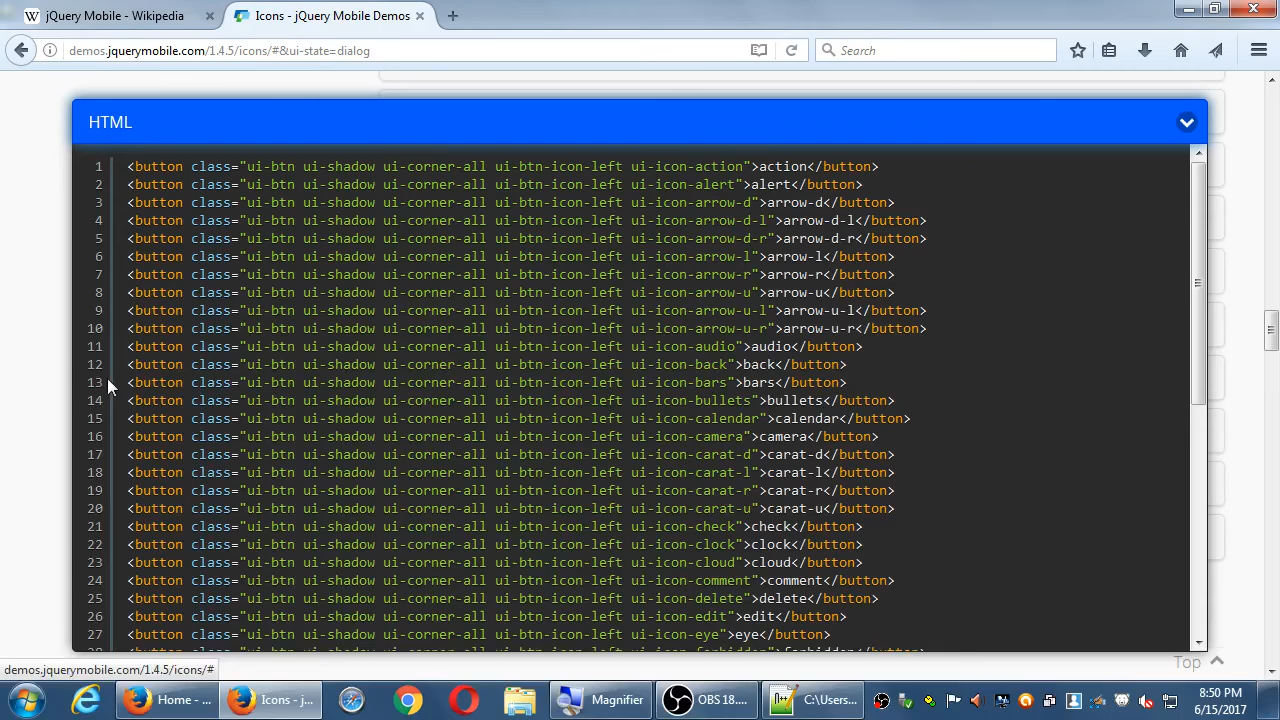 jQuery Mobile - Wikipedia
Icons - jQuery Mobile Demos
demos.jquerymobile.com/1.4.5/icons/#&ui-state=dialog
Search
HTML
1 <button class="ui-btn ui-shadow ui-corner-all ui-btn-icon-left ui-icon-action">action</button>
2 <button class="ui-btn ui-shadow ui-corner-all ui-btn-icon-left ui-icon-alert">alert</button>
3 <button class="ui-btn ui-shadow ui-corner-all ui-btn-icon-left ui-icon-arrow-d">arrow-d</button>
4 <button class="ui-btn ui-shadow ui-corner-all ui-btn-icon-left ui-icon-arrow-d-l">arrow-d-l</button>
5 <button class="ui-btn ui-shadow ui-corner-all ui-btn-icon-left ui-icon-arrow-d-r">arrow-d-r</button>
6 <button class="ui-btn ui-shadow ui-corner-all ui-btn-icon-left ui-icon-arrow-l">arrow-l</button>
7 <button class="ui-btn ui-shadow ui-corner-all ui-btn-icon-left ui-icon-arrow-r">arrow-r</button>
8 <button class="ui-btn ui-shadow ui-corner-all ui-btn-icon-left ui-icon-arrow-u">arrow-u</button>
9 <button class="ui-btn ui-shadow ui-corner-all ui-btn-icon-left ui-icon-arrow-u-l">arrow-u-l</button>
10 <button class="ui-btn ui-shadow ui-corner-all ui-btn-icon-left ui-icon-arrow-u-r">arrow-u-r</button>
11 <button class="ui-btn ui-shadow ui-corner-all ui-btn-icon-left ui-icon-audio">audio</button>
12 <button class="ui-btn ui-shadow ui-corner-all ui-btn-icon-left ui-icon-back">back</button>
13 <button class="ui-btn ui-shadow ui-corner-all ui-btn-icon-left ui-icon-bars">bars</button>
14 <button class="ui-btn ui-shadow ui-corner-all ui-btn-icon-left ui-icon-bullets">bullets</button>
15 <button class="ui-btn ui-shadow ui-corner-all ui-btn-icon-left ui-icon-calendar">calendar</button>
16 <button class="ui-btn ui-shadow ui-corner-all ui-btn-icon-left ui-icon-camera">camera</button>
17 <button class="ui-btn ui-shadow ui-corner-all ui-btn-icon-left ui-icon-carat-d">carat-d</button>
18 <button class="ui-btn ui-shadow ui-corner-all ui-btn-icon-left ui-icon-carat-l">carat-l</button>
19 <button class="ui-btn ui-shadow ui-corner-all ui-btn-icon-left ui-icon-carat-r">carat-r</button>
20 <button class="ui-btn ui-shadow ui-corner-all ui-btn-icon-left ui-icon-carat-u">carat-u</button>
21 <button class="ui-btn ui-shadow ui-corner-all ui-btn-icon-left ui-icon-check">check</button>
22 <button class="ui-btn ui-shadow ui-corner-all ui-btn-icon-left ui-icon-clock">clock</button>
23 <button class="ui-btn ui-shadow ui-corner-all ui-btn-icon-left ui-icon-cloud">cloud</button>
24 <button class="ui-btn ui-shadow ui-corner-all ui-btn-icon-left ui-icon-comment">comment</button>
25 <button class="ui-btn ui-shadow ui-corner-all ui-btn-icon-left ui-icon-delete">delete</button>
26 <button class="ui-btn ui-shadow ui-corner-all ui-btn-icon-left ui-icon-edit">edit</button>
27 <button class="ui-btn ui-shadow ui-corner-all ui-btn-icon-left ui-icon-eye">eye</button>
Top
demos.jquerymobile.com/1.4.5/icons/#
Home - ...
Icons - j...
Magnifier
OBS 18....
C:\Users...
8:50 PM
6/15/2017